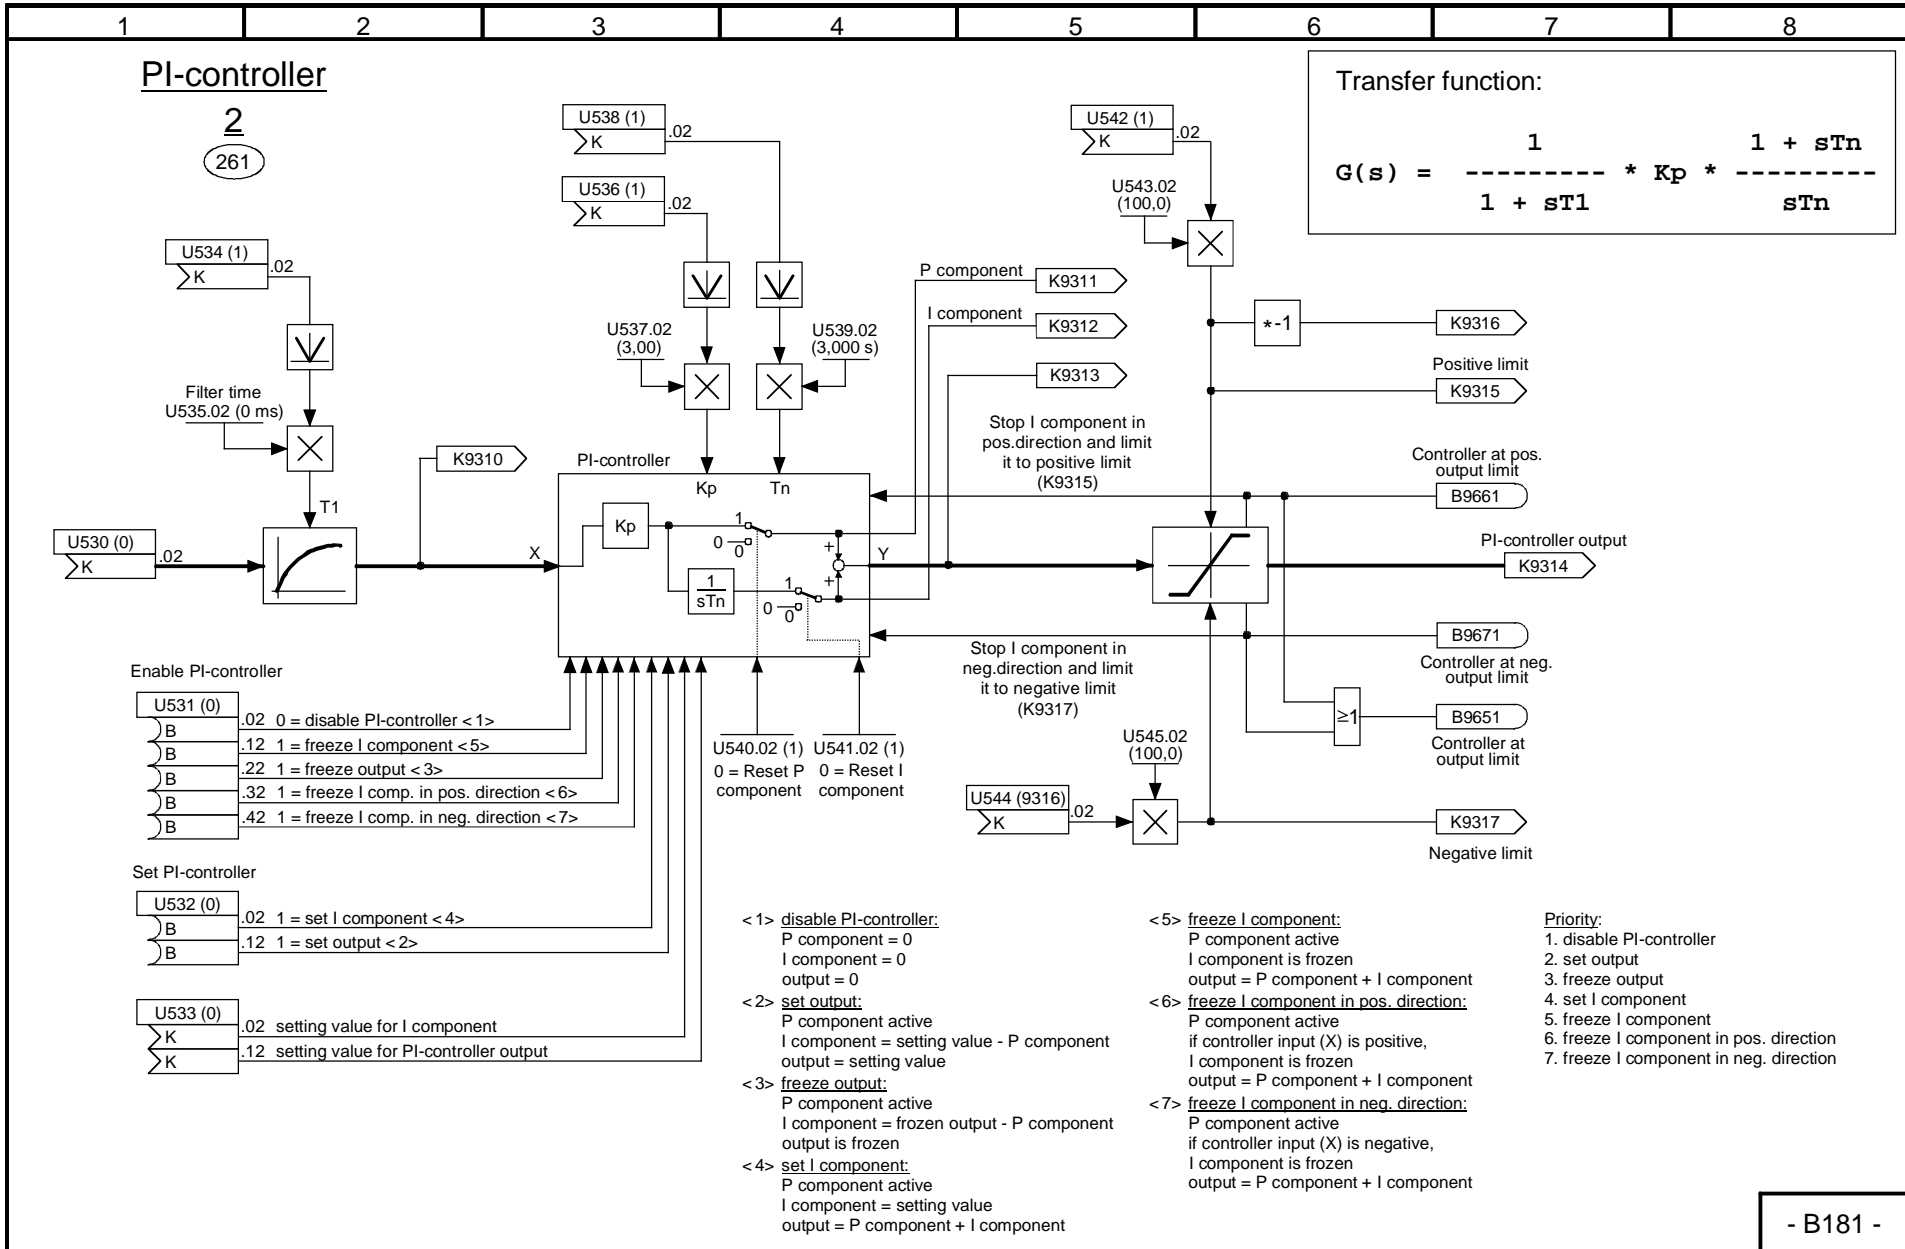 1 2 3 4 5 6 7 8
PI-controller
2
261
Transfer function:
1 1 + sTn
G(s) = --------- * Kp * ---------
1 + sT1 sTn
U538 (1)
K
.02
U536 (1)
K
.02
U542 (1)
K
.02
U543.02
(100,0)
U534 (1)
K
.02
P component
K9311
I component
K9312
K9313
*-1
K9316
Positive limit
K9315
U537.02
(3,00)
U539.02
(3,000 s)
Filter time
U535.02 (0 ms)
Stop I component in
pos.direction and limit
it to positive limit
(K9315)
K9310
PI-controller
Kp
Tn
Controller at pos.
output limit
B9661
T1
U530 (0)
K
.02
X
Kp
1
0
0
+
Y
+
1
sTn
1
0
0
PI-controller output
K9314
B9671
Controller at neg.
output limit
Stop I component in
neg.direction and limit
it to negative limit
(K9317)
≥1
B9651
Controller at
output limit
Enable PI-controller
U531 (0)
B .02 0 = disable PI-controller <1>
B .12 1 = freeze I component <5>
B .22 1 = freeze output <3>
B .32 1 = freeze I comp. in pos. direction <6>
B .42 1 = freeze I comp. in neg. direction <7>
U540.02 (1)
0 = Reset P
component
U541.02 (1)
0 = Reset I
component
U545.02
(100,0)
U544 (9316)
K
.02
K9317
Negative limit
Set PI-controller
U532 (0)
B .02 1 = set I component <4>
B .12 1 = set output <2>
U533 (0)
K .02 setting value for I component
K .12 setting value for PI-controller output
<1> disable PI-controller:
P component = 0
I component = 0
output = 0
<2> set output:
P component active
I component = setting value - P component
output = setting value
<3> freeze output:
P component active
I component = frozen output - P component
output is frozen
<4> set I component:
P component active
I component = setting value
output = P component + I component
<5> freeze I component:
P component active
I component is frozen
output = P component + I component
<6> freeze I component in pos. direction:
P component active
if controller input (X) is positive,
I component is frozen
output = P component + I component
<7> freeze I component in neg. direction:
P component active
if controller input (X) is negative,
I component is frozen
output = P component + I component
Priority:
1. disable PI-controller
2. set output
3. freeze output
4. set I component
5. freeze I component
6. freeze I component in pos. direction
7. freeze I component in neg. direction
- B181 -